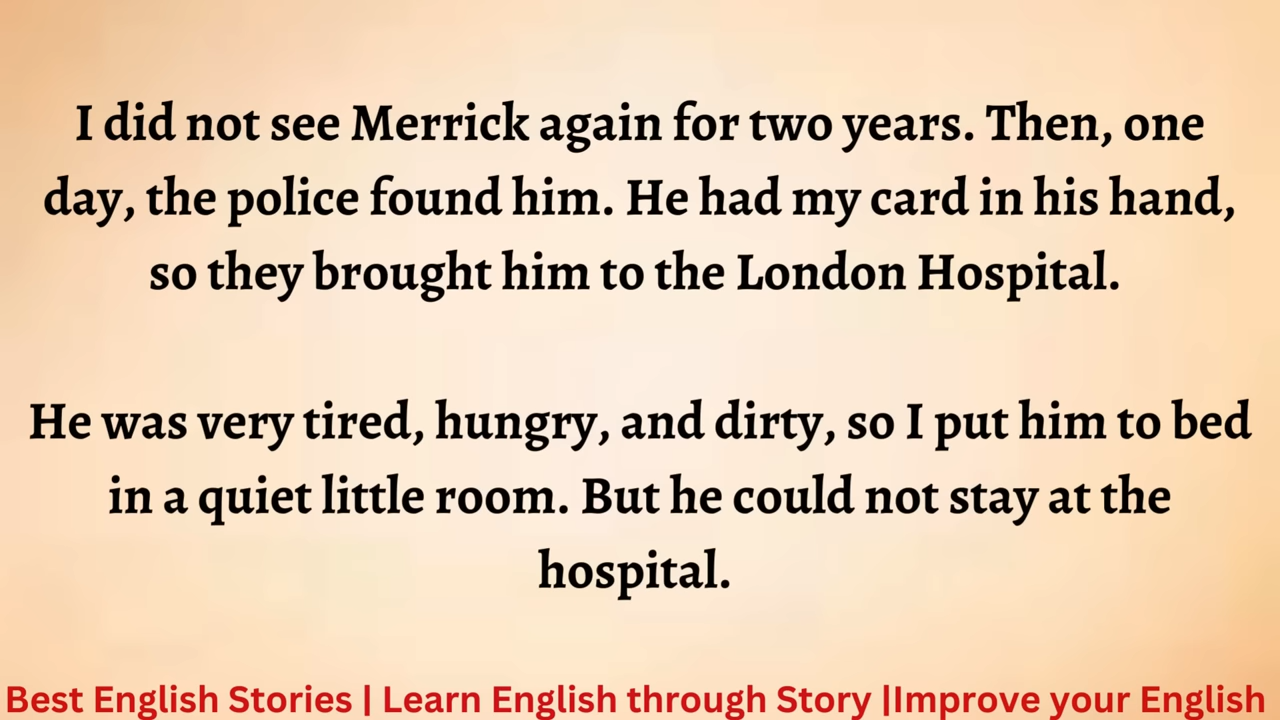 I did not see Merrick again for two years. Then, one
day, the police found him. He had my card in his hand,
so they brought him to the London Hospital.
He was very tired, hungry, and dirty, so I put him to bed
in a quiet little room. But he could not stay at the
hospital.
Best English Stories | Learn English through Story |Improve your English